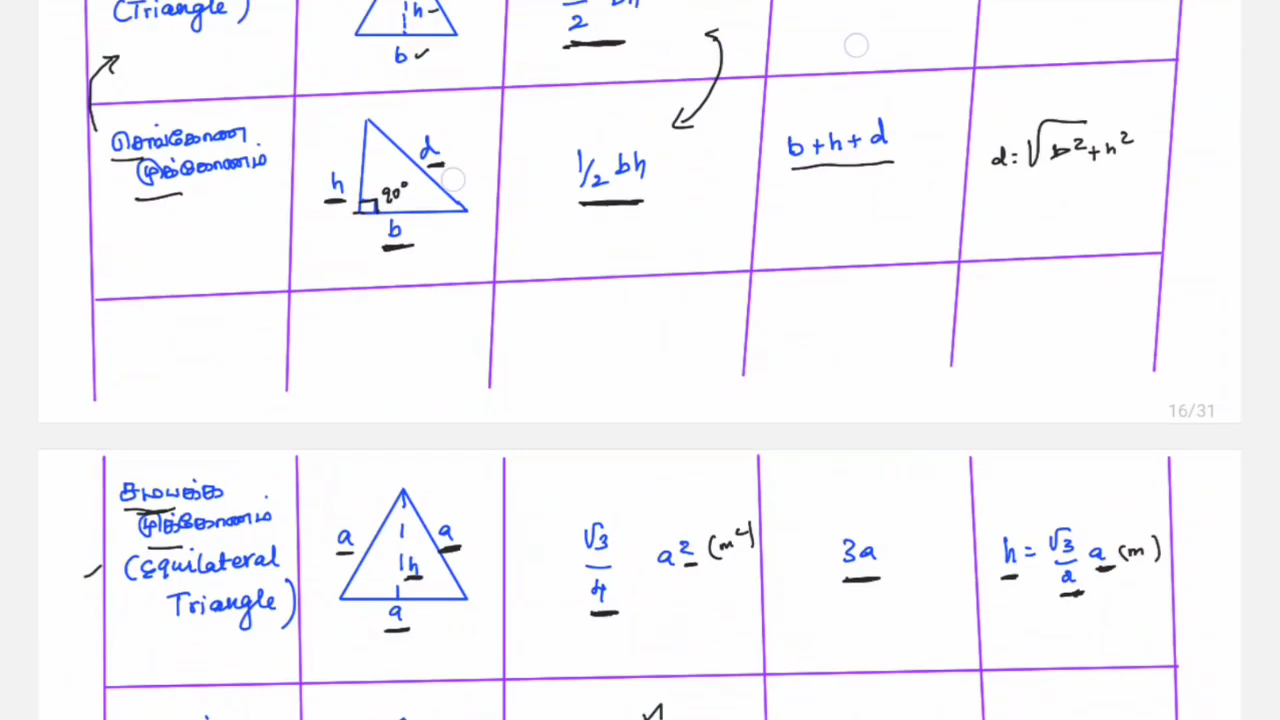 (Triangle)
h
b ✓
2
செங்கோண
முக்கோணம்
h
90°
d
b
1/2 bh
b+h+d
d = √b²+h²
16/31
சமபக்க
முக்கோணம்
(Equilateral
Triangle)
a
a
h
a
√3/4 a² (m²)
3a
h = √3/2 a (m)